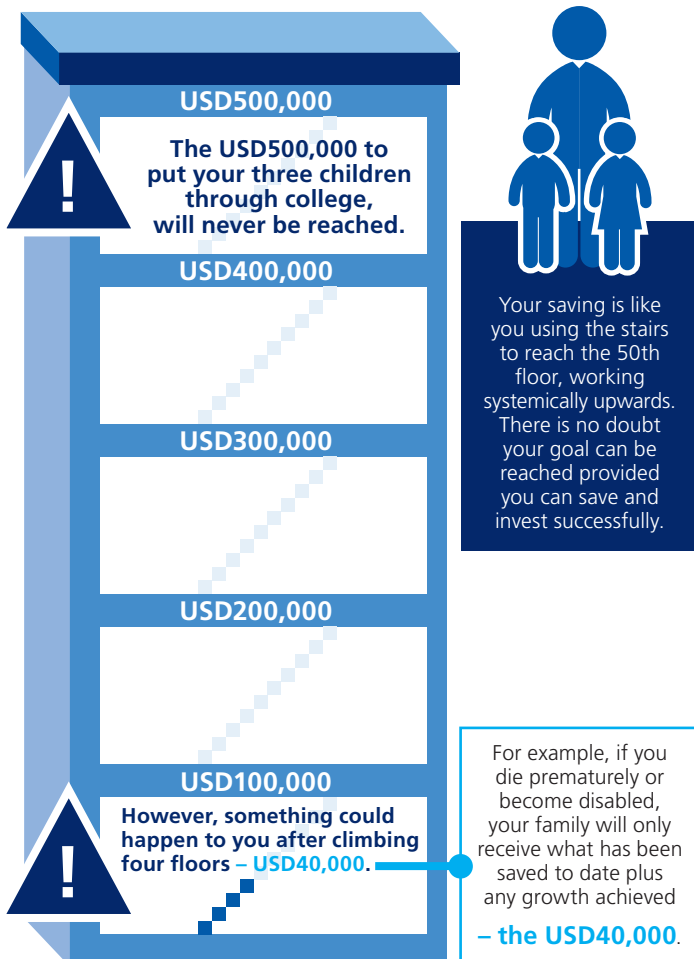 USD500,000
The USD500,000 to
put your three children
through college,
will never be reached.
!
USD400,000
Your saving is like
you using the stairs
to reach the 50th
floor, working
systemically upwards.
There is no doubt
your goal can be
reached provided
you can save and
invest successfully.
USD300,000
USD200,000
USD100,000
However, something could
happen to you after climbing
four floors – USD40,000.
!
For example, if you
die prematurely or
become disabled,
your family will only
receive what has been
saved to date plus
any growth achieved
– the USD40,000.